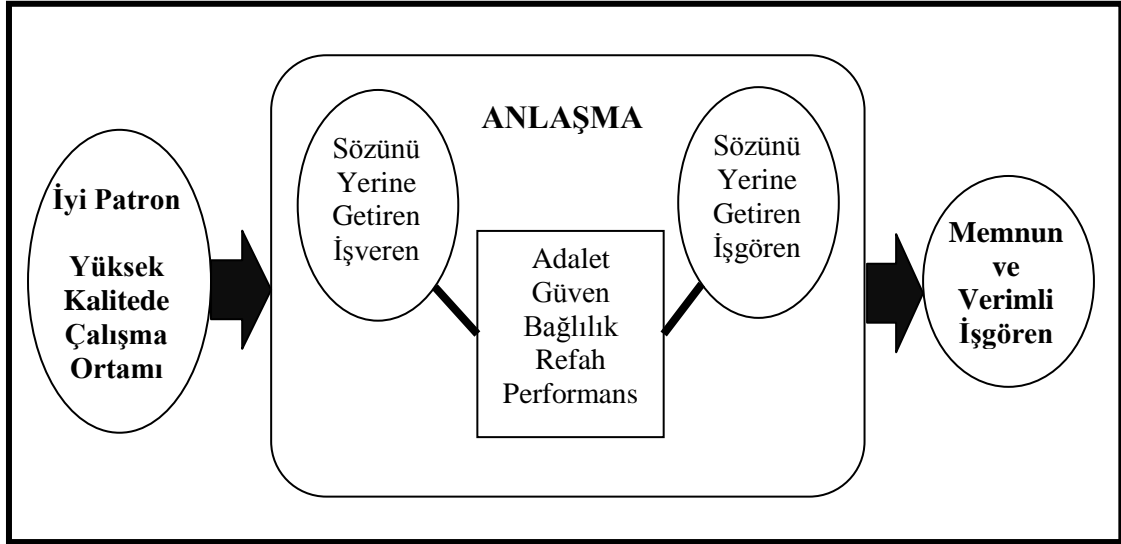 İyi Patron
Yüksek
Kalitede
Çalışma
Ortamı
ANLAŞMA
Sözünü
Yerine
Getiren
İşveren
Adalet
Güven
Bağlılık
Refah
Performans
Sözünü
Yerine
Getiren
İşgören
Memnun
ve
Verimli
İşgören